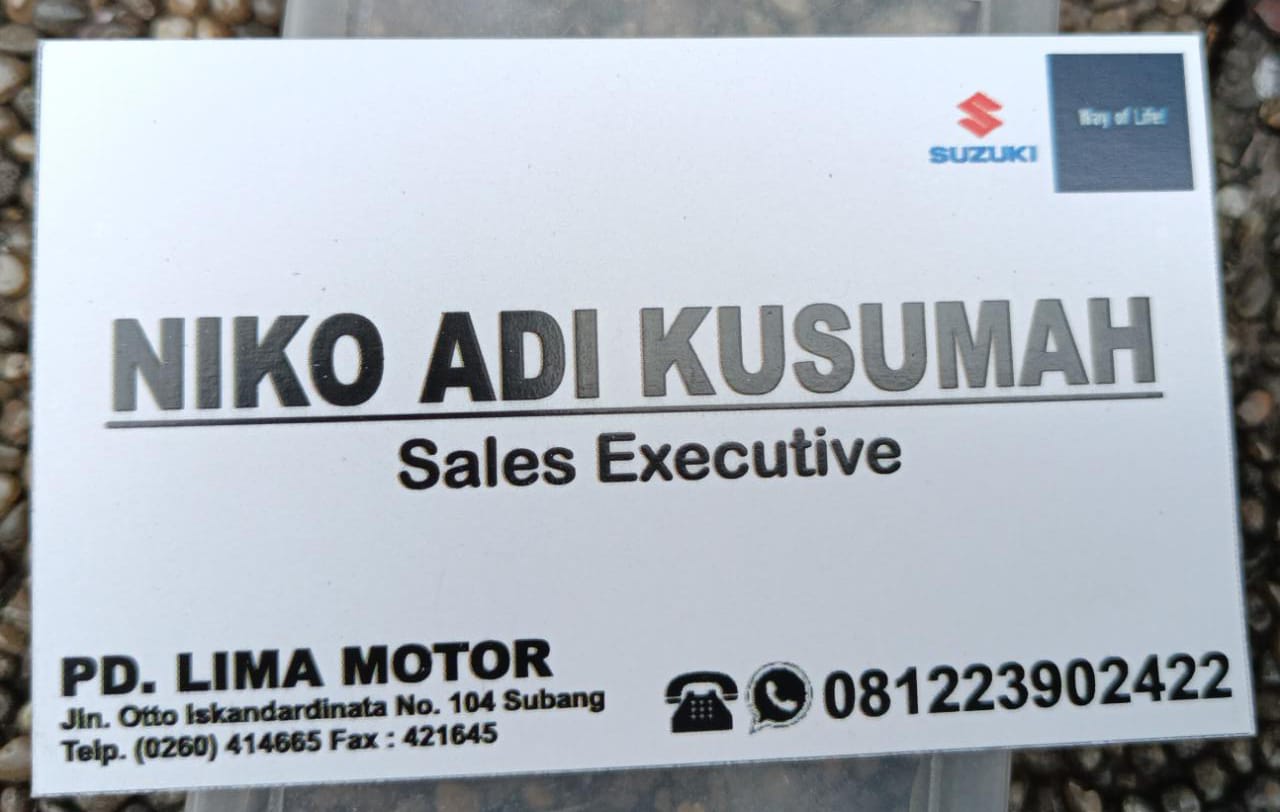 SUZUKI
Way of Life!
NIKO ADI KUSUMAH
Sales Executive
PD. LIMA MOTOR
Jln. Otto Iskandardinata No. 104 Subang
Telp. (0260) 414665 Fax : 421645
081223902422